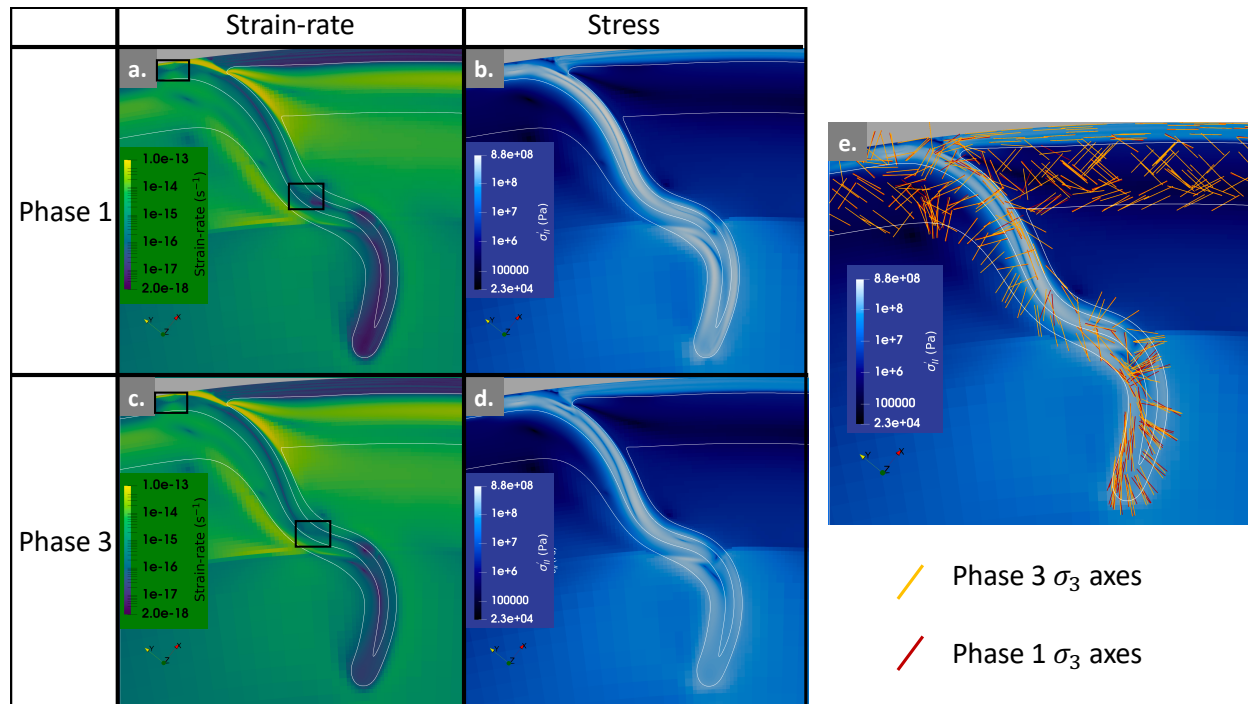 Strain-rate
Stress
Phase 1
a.
1.0e-13
1e-14
1e-15
1e-16
1e-17
2.0e-18
Strain-rate (s⁻¹)
Y
X
Z
b.
8.8e+08
1e+8
1e+7
1e+6
100000
2.3e+04
σ'II (Pa)
Y
X
Z
Phase 3
c.
1.0e-13
1e-14
1e-15
1e-16
1e-17
2.0e-18
Strain-rate (s⁻¹)
Y
X
Z
d.
8.8e+08
1e+8
1e+7
1e+6
100000
2.3e+04
σ'II (Pa)
Y
X
Z
e.
8.8e+08
1e+8
1e+7
1e+6
100000
2.3e+04
σ'II (Pa)
Y
X
Z
Phase 3 σ₃ axes
Phase 1 σ₃ axes